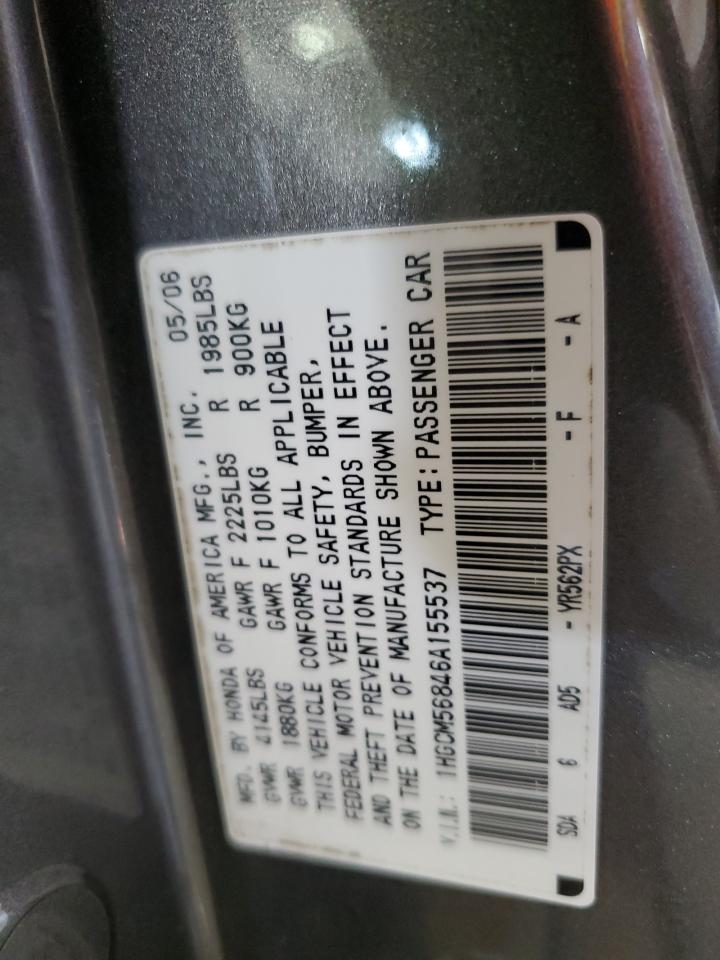 MFD. BY HONDA OF AMERICA MFG., INC. 05/06
GVWR 4145LBS GAWR F 2225LBS R 1985LBS
GVWR 1880KG GAWR F 1010KG R 900KG
THIS VEHICLE CONFORMS TO ALL APPLICABLE
FEDERAL MOTOR VEHICLE SAFETY, BUMPER,
AND THEFT PREVENTION STANDARDS IN EFFECT
ON THE DATE OF MANUFACTURE SHOWN ABOVE.
V.I.N.: 1HGCM56846A155537 TYPE:PASSENGER CAR
SDA 6 AD5 - YR562PX - F - A